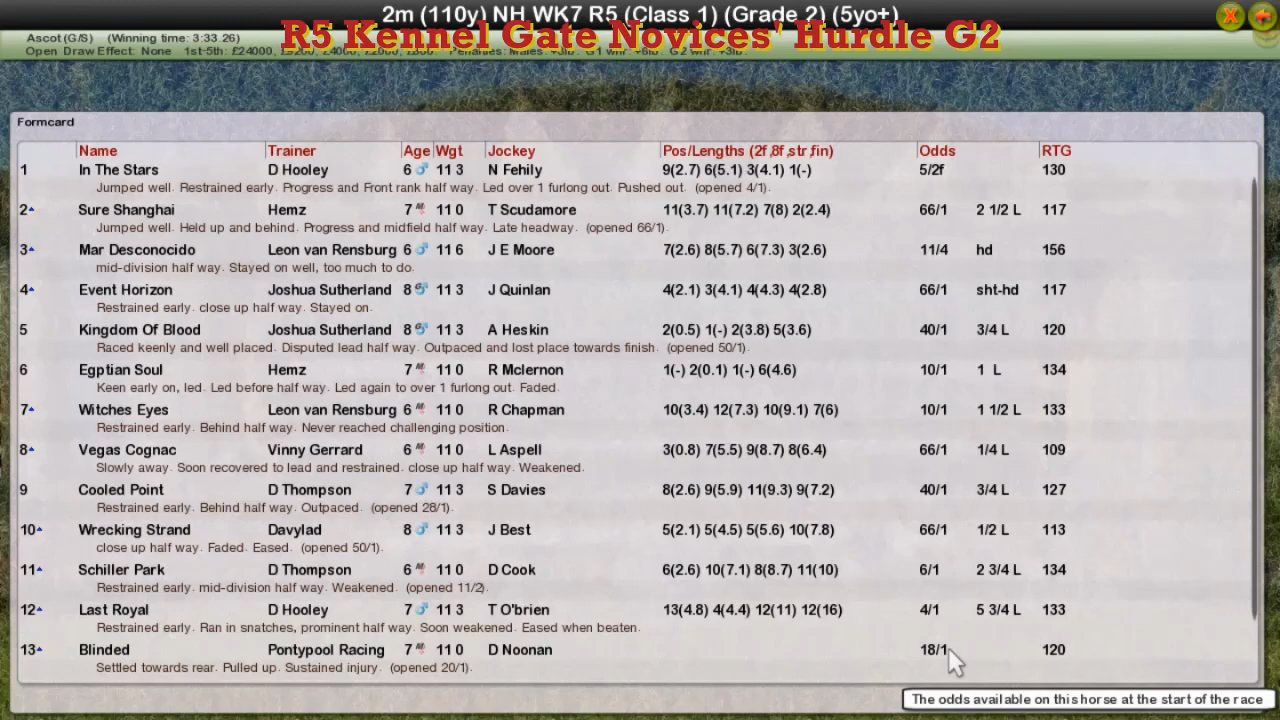 2m (110y) NH WK7 R5 (Class 1) (Grade 2) (5yo+)
R5 Kennel Gate Novices' Hurdle G2
Ascot(G/S) (Winning time: 3:33.26)
Open Draw Effect: None 1st-5th: £24000,
Formcard
Name Trainer Age Wgt Jockey Pos/Lengths (2f,8f,str,fin) Odds RTG
1 In The Stars D Hooley 6 11 3 N Fehily 9(2.7) 6(5.1) 3(4.1) 1(-) 5/2f 130
Jumped well. Restrained early. Progress and Front rank half way. Led over 1 furlong out. Pushed out. (opened 4/1).
2 Sure Shanghai Hemz 7 11 0 T Scudamore 11(3.7) 11(7.2) 7(8) 2(2.4) 66/1 2 1/2 L 117
Jumped well. Held up and behind. Progress and midfield half way. Late headway. (opened 66/1).
3 Mar Desconocido Leon van Rensburg 6 11 6 J E Moore 7(2.6) 8(5.7) 6(7.3) 3(2.6) 11/4 hd 156
mid-division half way. Stayed on well, too much to do.
4 Event Horizon Joshua Sutherland 8 11 3 J Quinlan 4(2.1) 3(4.1) 4(4.3) 4(2.8) 66/1 sht-hd 117
Restrained early. close up half way. Stayed on.
5 Kingdom Of Blood Joshua Sutherland 8 11 3 A Heskin 2(0.5) 1(-) 2(3.8) 5(3.6) 40/1 3/4 L 120
Raced keenly and well placed. Disputed lead half way. Outpaced and lost place towards finish. (opened 50/1).
6 Egptian Soul Hemz 7 11 0 R Mclernon 1(-) 2(0.1) 1(-) 6(4.6) 10/1 1 L 134
Keen early on, led. Led before half way. Led again to over 1 furlong out. Faded.
7 Witches Eyes Leon van Rensburg 6 11 0 R Chapman 10(3.4) 12(7.3) 10(9.1) 7(6) 10/1 1 1/2 L 133
Restrained early. Behind half way. Never reached challenging position.
8 Vegas Cognac Vinny Gerrard 6 11 0 L Aspell 3(0.8) 7(5.5) 9(8.7) 8(6.4) 66/1 1/4 L 109
Slowly away. Soon recovered to lead and restrained. close up half way. Weakened.
9 Cooled Point D Thompson 7 11 3 S Davies 8(2.6) 9(5.9) 11(9.3) 9(7.2) 40/1 3/4 L 127
Restrained early. Behind half way. Outpaced. (opened 28/1).
10 Wrecking Strand Davylad 8 11 3 J Best 5(2.1) 5(4.5) 5(5.6) 10(7.8) 66/1 1/2 L 113
close up half way. Faded. Eased. (opened 50/1).
11 Schiller Park D Thompson 6 11 0 D Cook 6(2.6) 10(7.1) 8(8.7) 11(10) 6/1 2 3/4 L 134
Restrained early. mid-division half way. Weakened. (opened 11/2).
12 Last Royal D Hooley 7 11 3 T O'brien 13(4.8) 4(4.4) 12(11) 12(16) 4/1 5 3/4 L 133
Restrained early. Ran in snatches, prominent half way. Soon weakened. Eased when beaten.
13 Blinded Pontypool Racing 7 11 0 D Noonan 18/1 120
Settled towards rear. Pulled up. Sustained injury. (opened 20/1).
The odds available on this horse at the start of the race